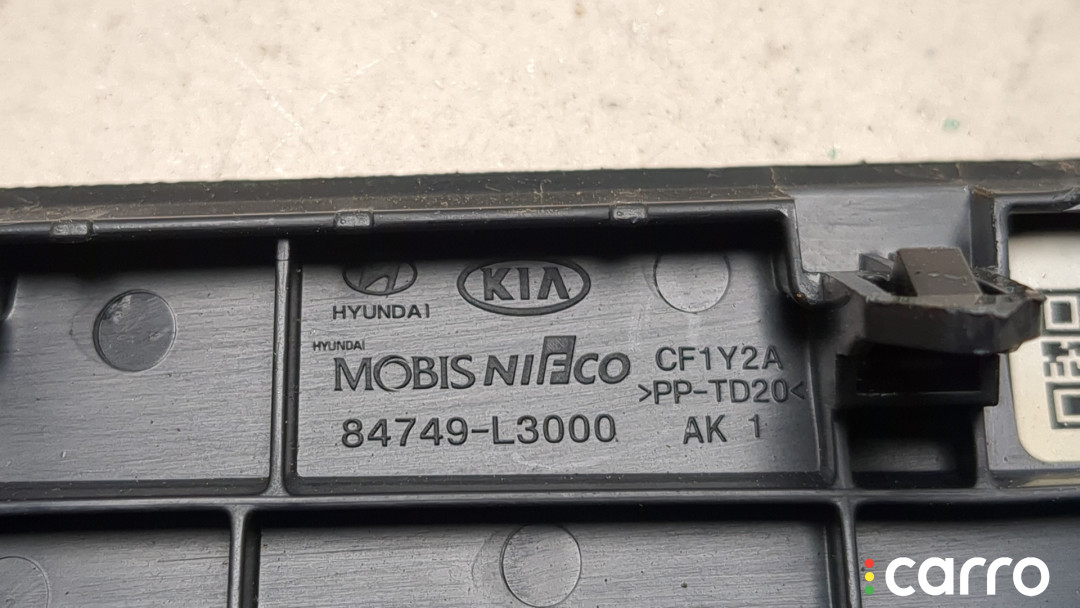 KIA
HYUNDAI
HYUNDAI
MOBIS NIFCO CF1Y2A
>PP-TD20<
84749-L3000 AK 1
carro